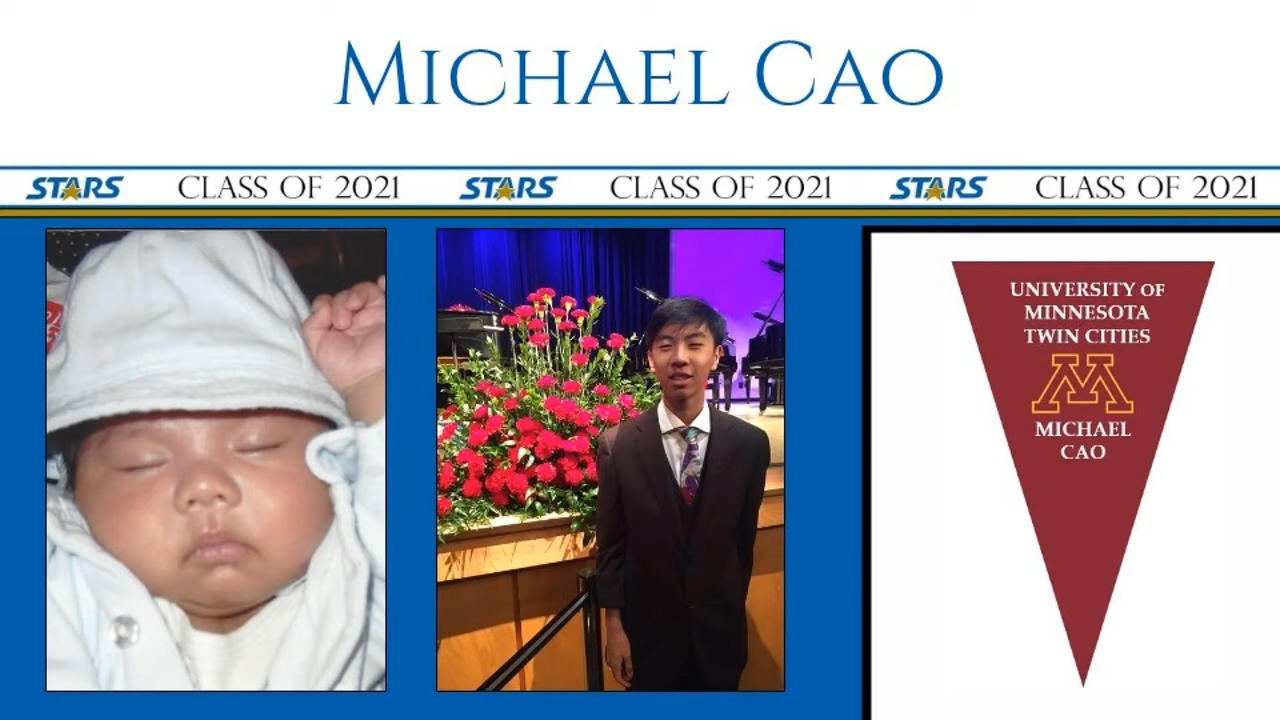 MICHAEL CAO
STARS CLASS OF 2021 STARS CLASS OF 2021 STARS CLASS OF 2021
UNIVERSITY OF
MINNESOTA
TWIN CITIES
M
MICHAEL
CAO